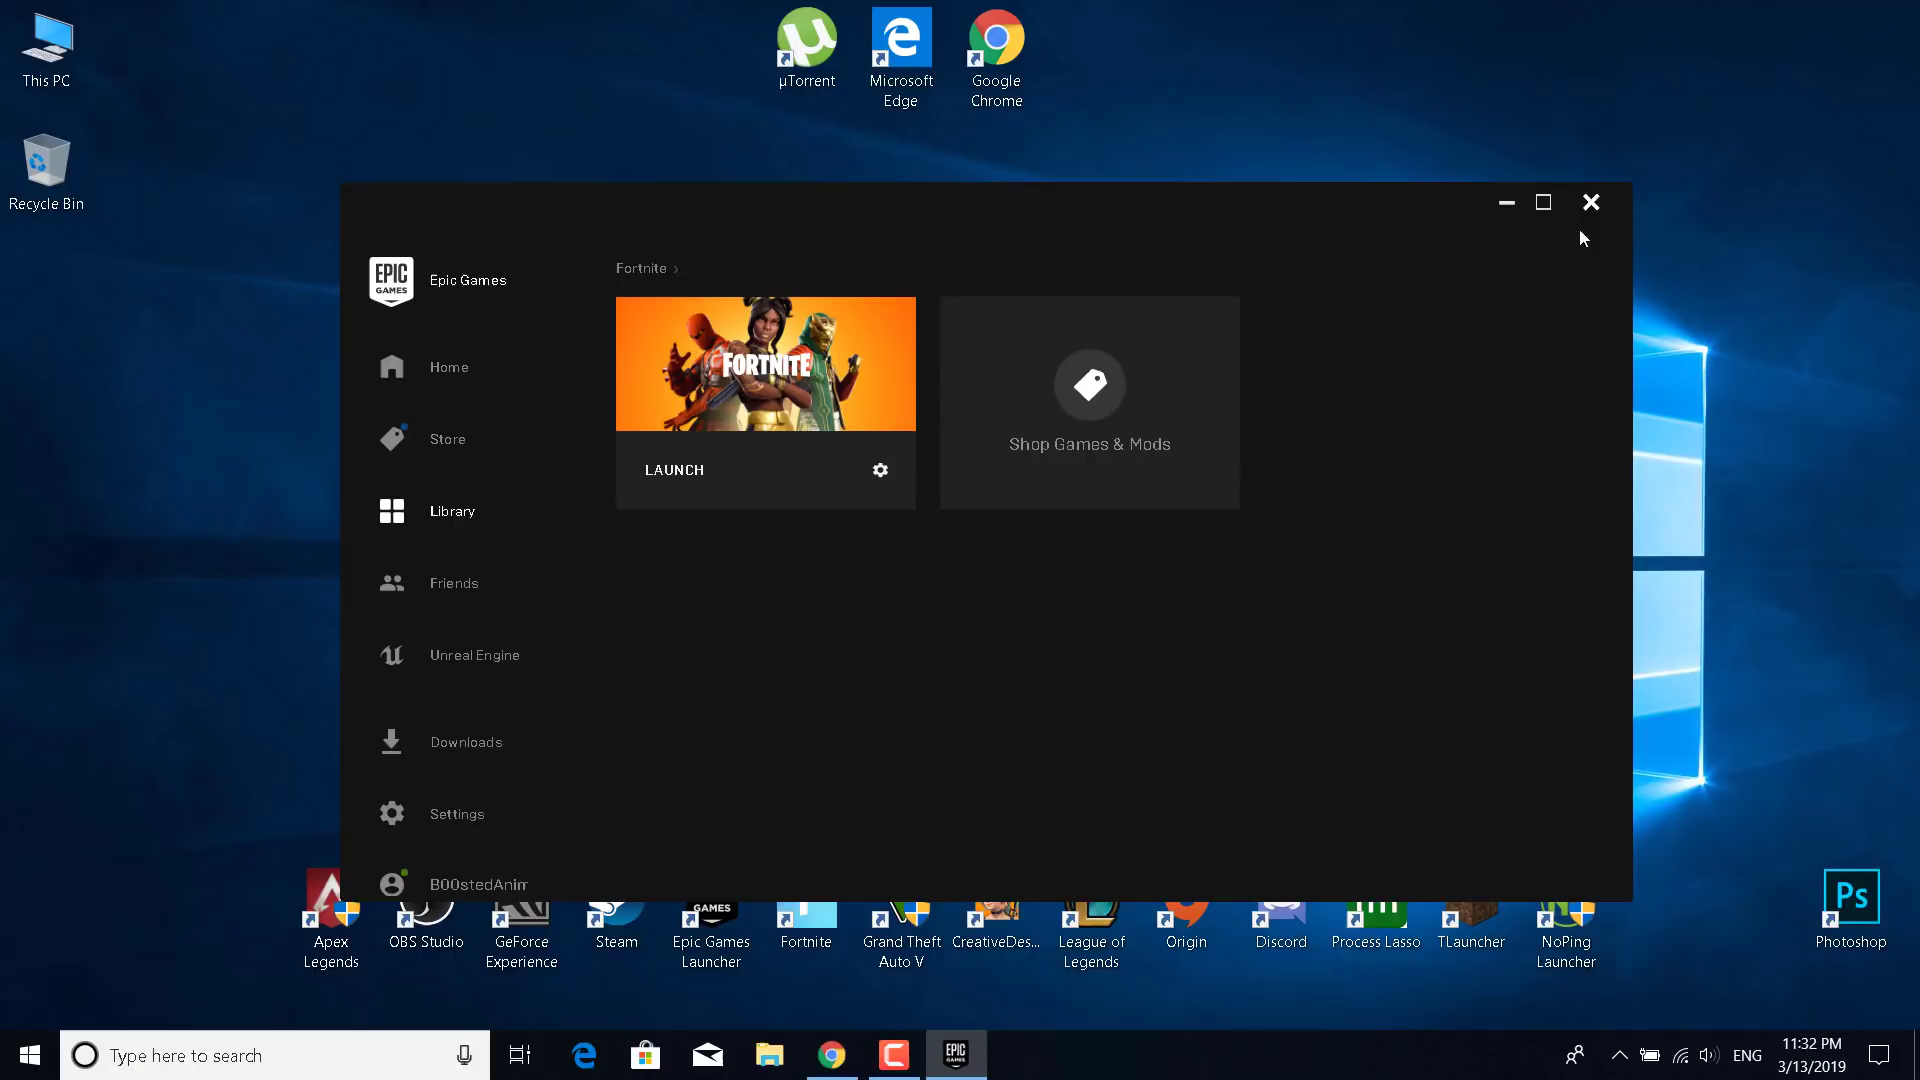 This PC
µTorrent
Microsoft
Edge
Google
Chrome
Recycle Bin
EPIC
GAMES
Epic Games
Fortnite ›
FORTNITE
Home
Store
LAUNCH
Shop Games & Mods
Library
Friends
Unreal Engine
Downloads
Settings
B00stedAnim
GAMES
Ps
Apex
Legends
OBS Studio
GeForce
Experience
Steam
Epic Games
Launcher
Fortnite
Grand Theft
Auto V
CreativeDes...
League of
Legends
Origin
Discord
Process Lasso
TLauncher
NoPing
Launcher
Photoshop
Type here to search
EPIC
GAMES
ENG
11:32 PM
3/13/2019